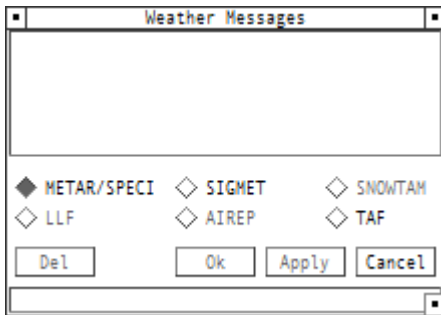 Weather Messages
METAR/SPECI SIGMET SNOWTAM
LLF AIREP TAF
Del Ok Apply Cancel